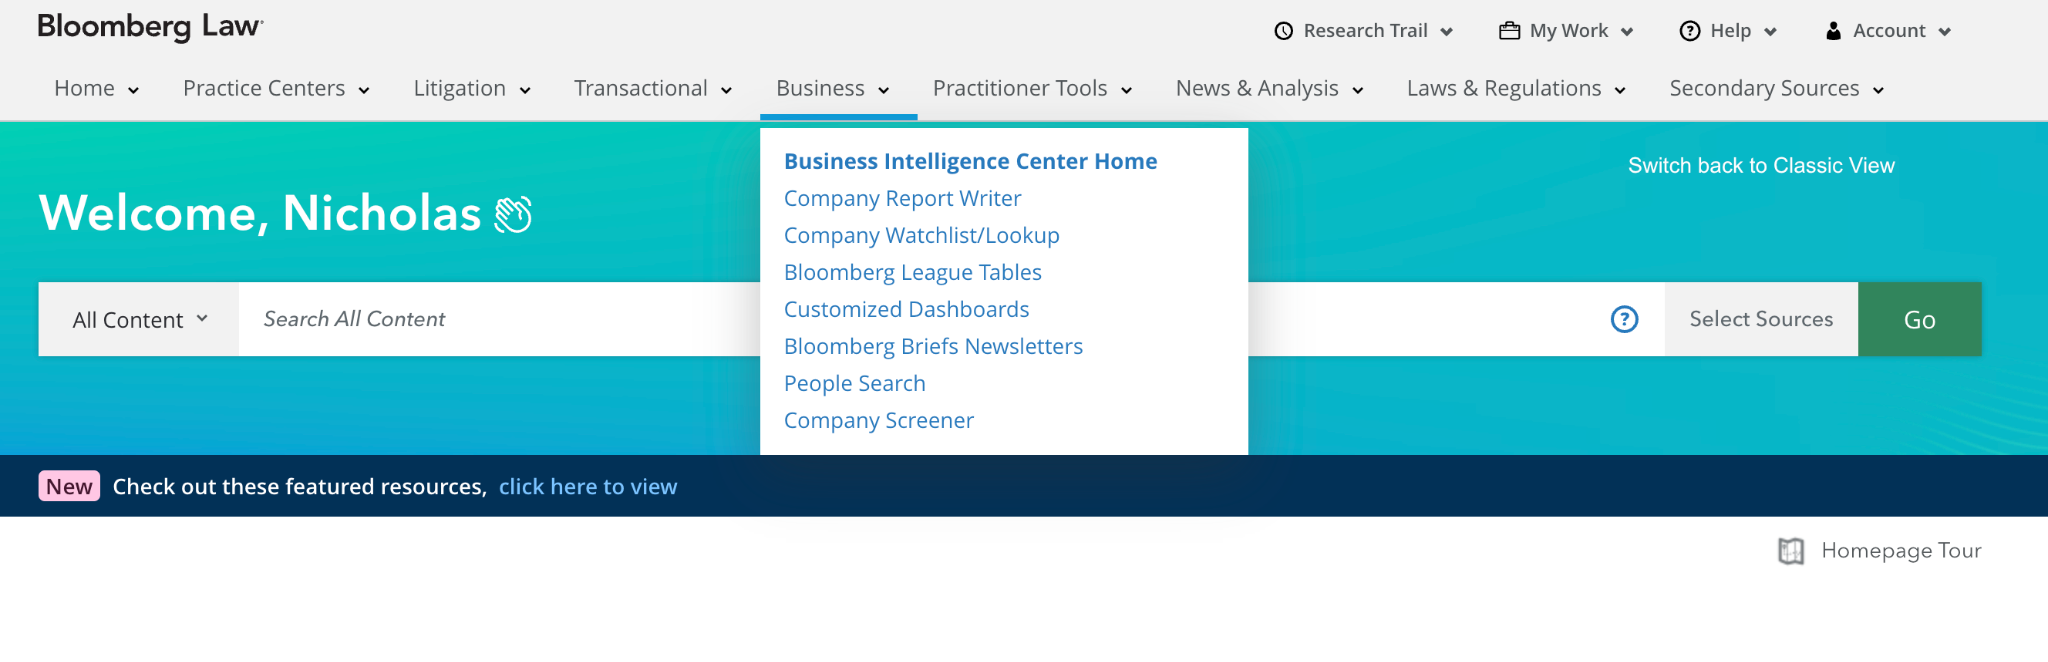 Bloomberg Law
Research Trail My Work Help Account
Home Practice Centers Litigation Transactional Business Practitioner Tools News & Analysis Laws & Regulations Secondary Sources
Business Intelligence Center Home
Company Report Writer
Company Watchlist/Lookup
Bloomberg League Tables
Customized Dashboards
Bloomberg Briefs Newsletters
People Search
Company Screener
Switch back to Classic View
Welcome, Nicholas
All Content Search All Content ? Select Sources Go
New Check out these featured resources, click here to view
Homepage Tour